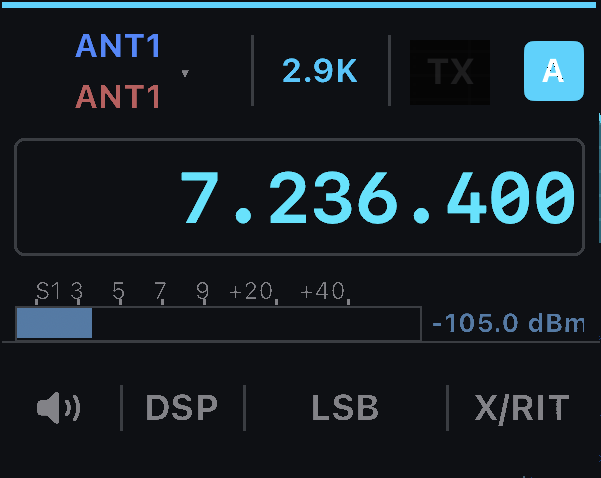 ANT1 2.9K TX A
ANT1
7.236.400
S1 3 5 7 9 +20 +40
-105.0 dBm
DSP LSB X/RIT